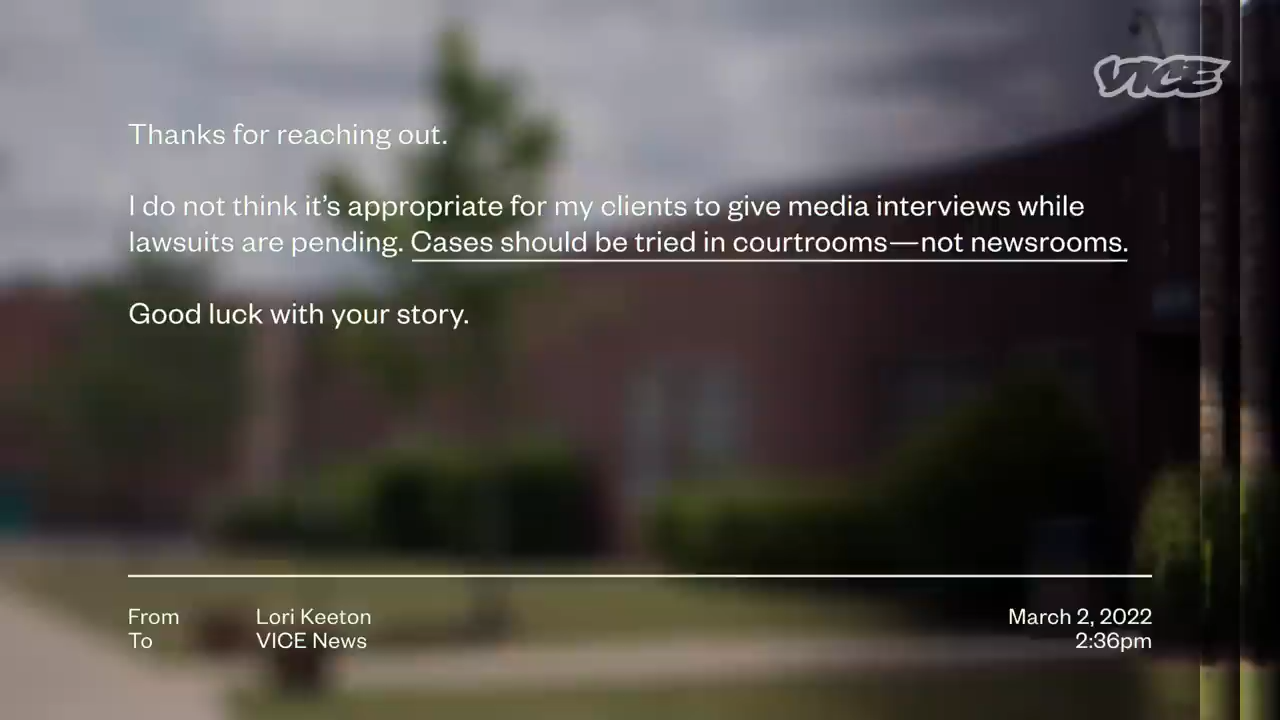 VICE
Thanks for reaching out.
I do not think it’s appropriate for my clients to give media interviews while
lawsuits are pending. Cases should be tried in courtrooms—not newsrooms.
Good luck with your story.
From Lori Keeton March 2, 2022
To VICE News 2:36pm